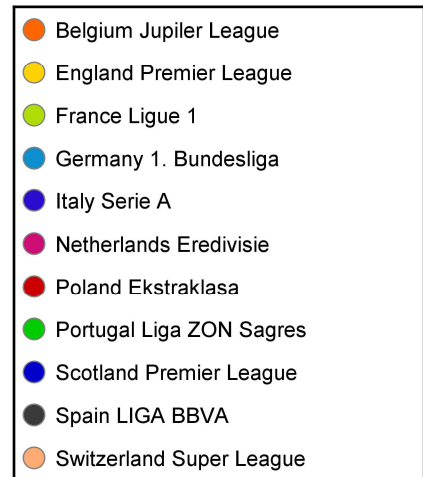 Belgium Jupiler League
England Premier League
France Ligue 1
Germany 1. Bundesliga
Italy Serie A
Netherlands Eredivisie
Poland Ekstraklasa
Portugal Liga ZON Sagres
Scotland Premier League
Spain LIGA BBVA
Switzerland Super League